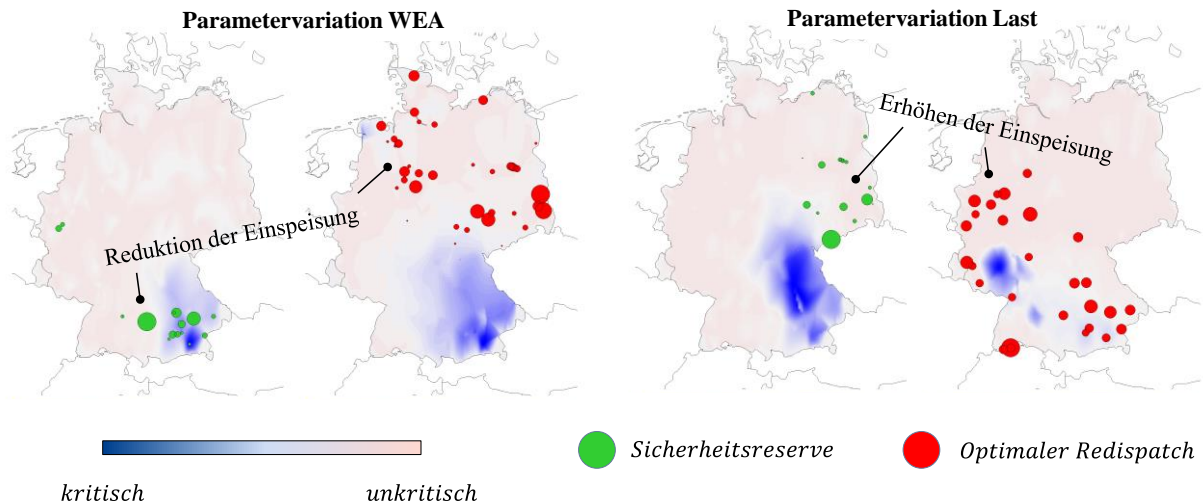 Parametervariation WEA
Parametervariation Last
Reduktion der Einspeisung
Erhöhen der Einspeisung
kritisch
unkritisch
Sicherheitsreserve
Optimaler Redispatch